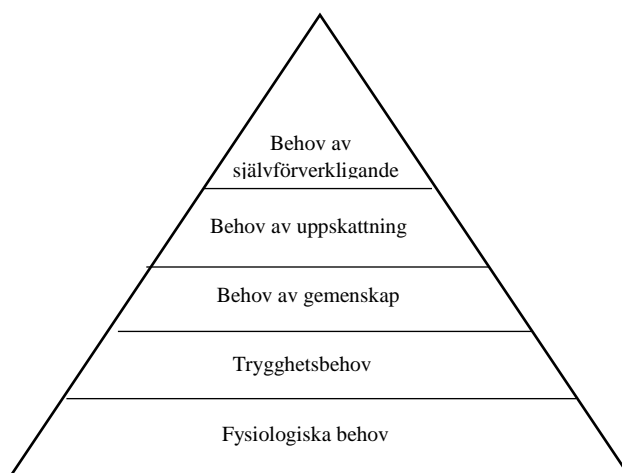 Behov av
självförverkligande
Behov av uppskattning
Behov av gemenskap
Trygghetsbehov
Fysiologiska behov